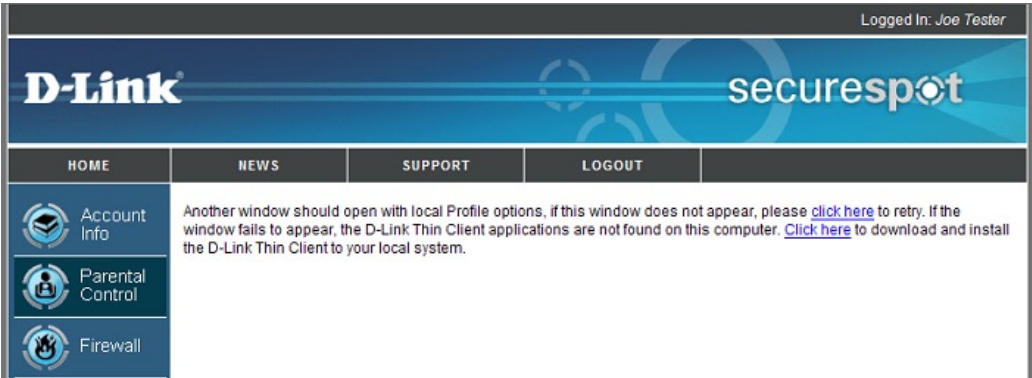 Logged In: Joe Tester
D-Link
securespot
HOME NEWS SUPPORT LOGOUT
Account
Info
Parental
Control
Firewall
Another window should open with local Profile options, if this window does not appear, please click here to retry. If the
window fails to appear, the D-Link Thin Client applications are not found on this computer. Click here to download and install
the D-Link Thin Client to your local system.